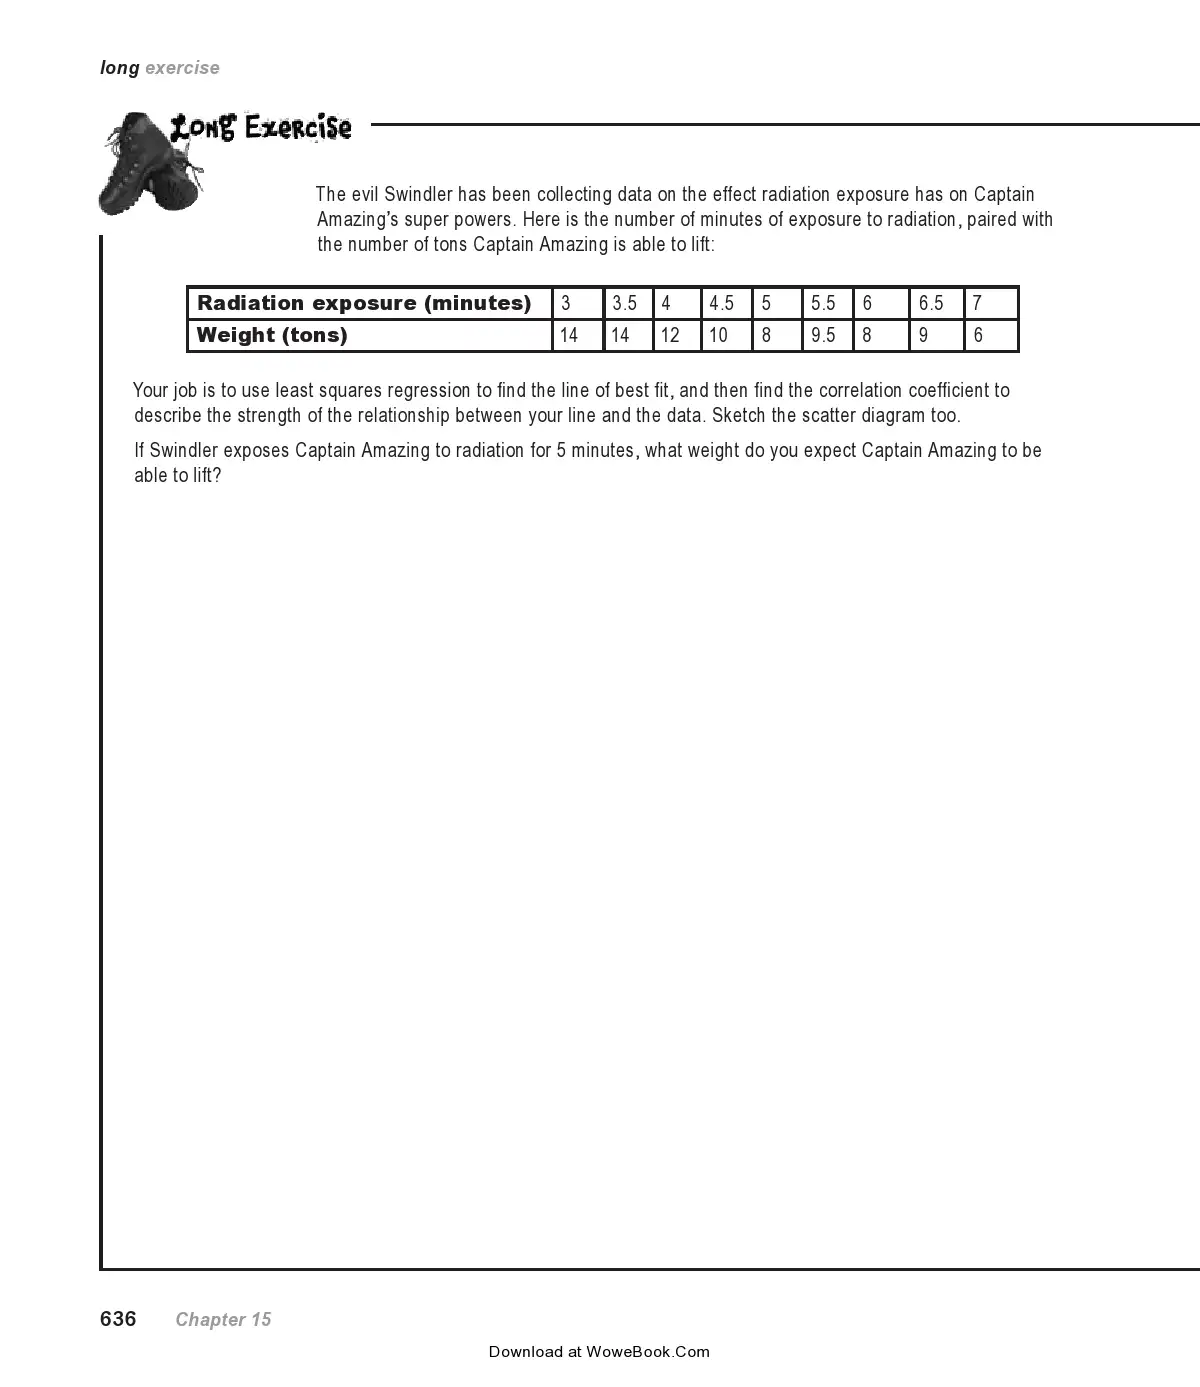 long exercise
Long Exercise
The evil Swindler has been collecting data on the effect radiation exposure has on Captain
Amazing’s super powers. Here is the number of minutes of exposure to radiation, paired with
the number of tons Captain Amazing is able to lift:
Radiation exposure (minutes) 3 3.5 4 4.5 5 5.5 6 6.5 7
Weight (tons) 14 14 12 10 8 9.5 8 9 6
Your job is to use least squares regression to find the line of best fit, and then find the correlation coefficient to
describe the strength of the relationship between your line and the data. Sketch the scatter diagram too.
If Swindler exposes Captain Amazing to radiation for 5 minutes, what weight do you expect Captain Amazing to be
able to lift?
636 Chapter 15
Download at WoweBook.Com